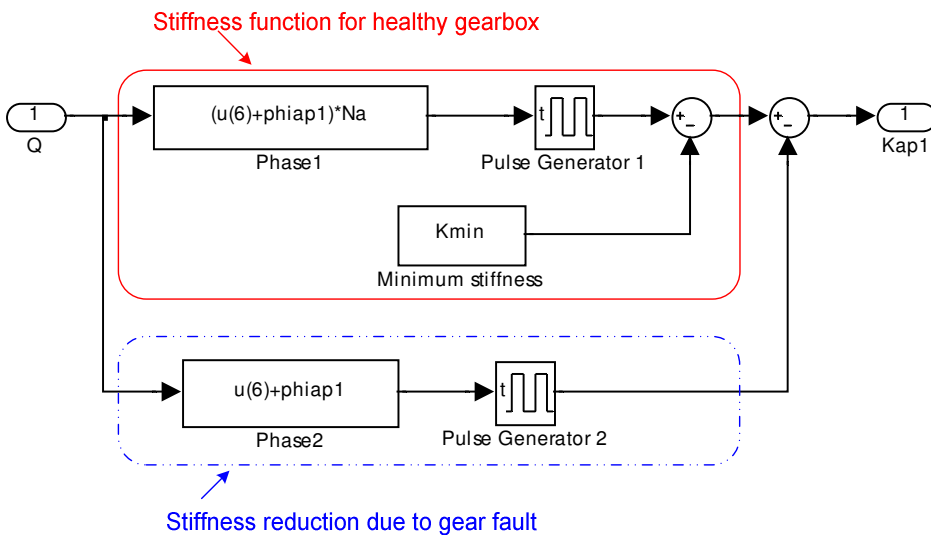 Stiffness function for healthy gearbox
1
Q
(u(6)+phiap1)*Na
Phase1
t
Pulse Generator 1
+
−
+
−
1
Kap1
Kmin
Minimum stiffness
u(6)+phiap1
Phase2
t
Pulse Generator 2
Stiffness reduction due to gear fault